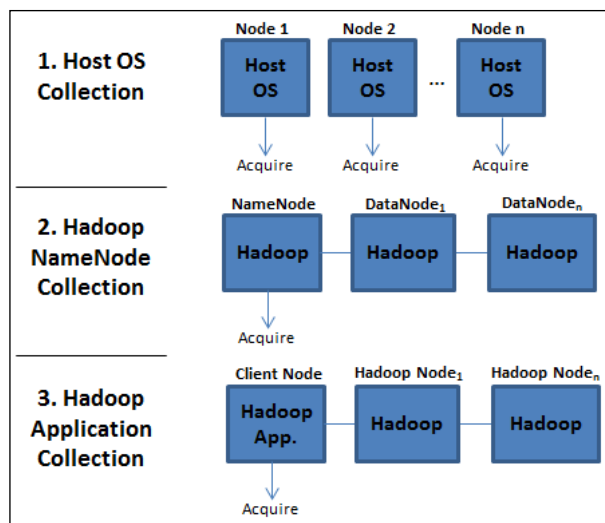 Node 1 Node 2 Node n
1. Host OS
Collection
Host
OS
Host
OS
...
Host
OS
Acquire Acquire Acquire
NameNode DataNode₁ DataNodeₙ
2. Hadoop
NameNode
Collection
Hadoop Hadoop Hadoop
Acquire
Client Node Hadoop Node₁ Hadoop Nodeₙ
3. Hadoop
Application
Collection
Hadoop
App.
Hadoop Hadoop
Acquire